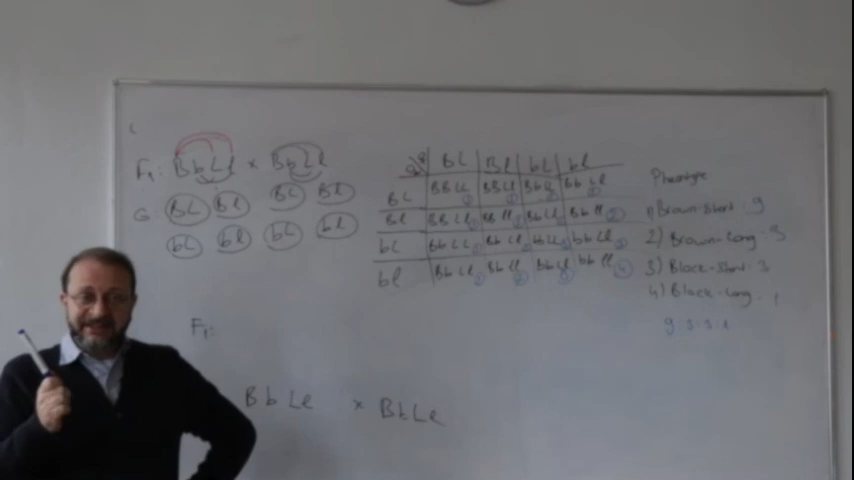 F1: BbLl × BbLl
G: BL Bl BL Bl
bL bl bL bl
BL Bl bL bl
BL BBLL BBLl BbLL BbLl
Bl BBLl BBll BbLl Bbll
bL BbLL BbLl bbLL bbLl
bl BbLl Bbll bbLl bbll 4
Phenotype
1) Brown-Short: 9
2) Brown-Long: 3
3) Black-Short: 3
4) Black-Long: 1
9:3:3:1
F1:
BbLl × BbLl